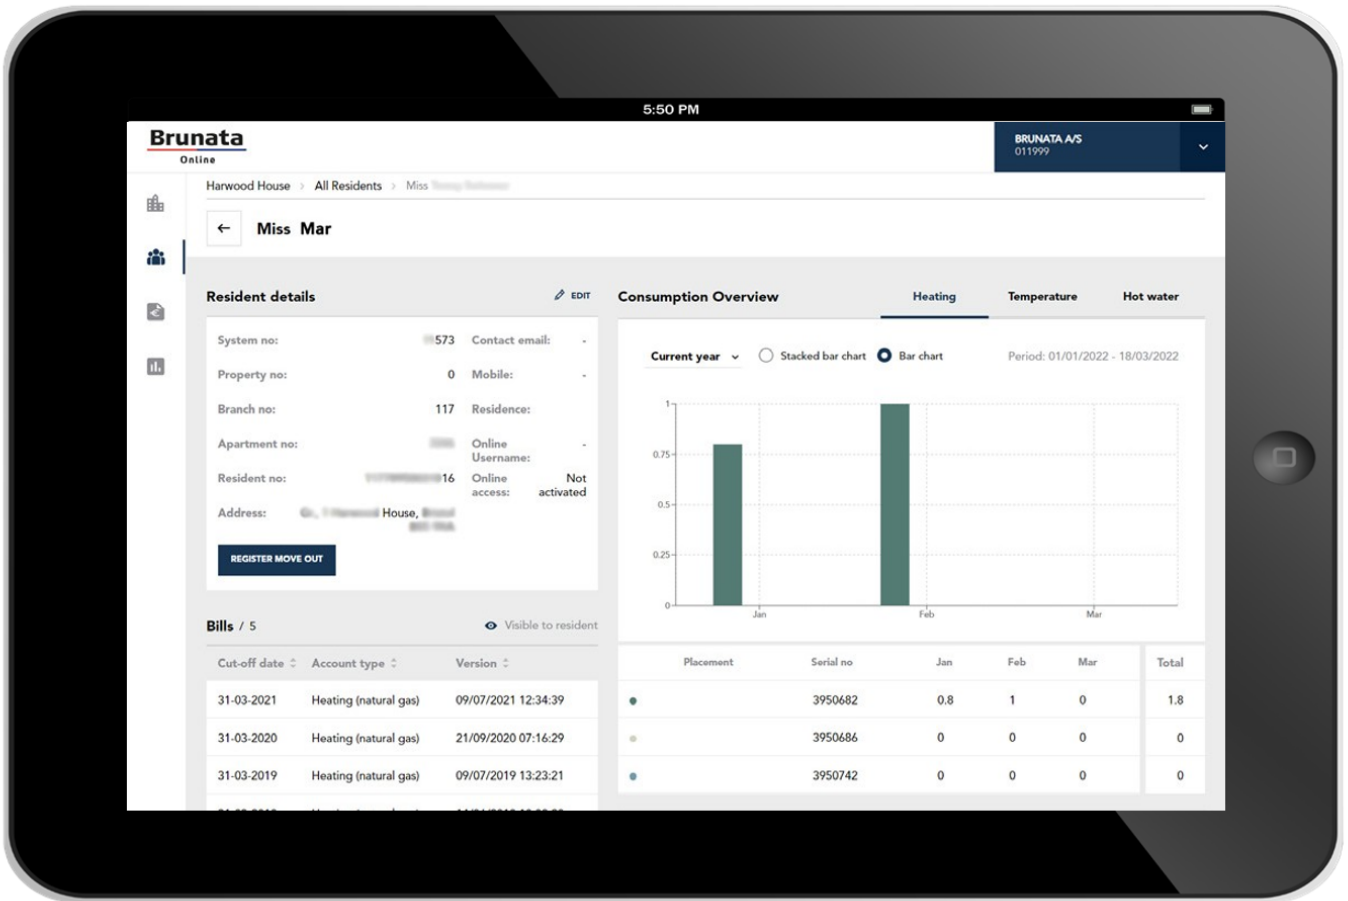 5:50 PM
Brunata
Online
BRUNATA A/S
011999
Harwood House > All Residents > Miss
← Miss Mar
Resident details
EDIT
System no: 573
Contact email: -
Property no: 0
Mobile: -
Branch no: 117
Residence:
Apartment no:
Online Username: -
Resident no: 16
Online access: Not activated
Address: House,
REGISTER MOVE OUT
Bills / 5
Visible to resident
Cut-off date Account type Version
31-03-2021 Heating (natural gas) 09/07/2021 12:34:39
31-03-2020 Heating (natural gas) 21/09/2020 07:16:29
31-03-2019 Heating (natural gas) 09/07/2019 13:23:21
Consumption Overview
Heating Temperature Hot water
Current year Stacked bar chart Bar chart Period: 01/01/2022 - 18/03/2022
1
0.75
0.5
0.25
0
Jan Feb Mar
Placement Serial no Jan Feb Mar Total
3950682 0.8 1 0 1.8
3950686 0 0 0 0
3950742 0 0 0 0